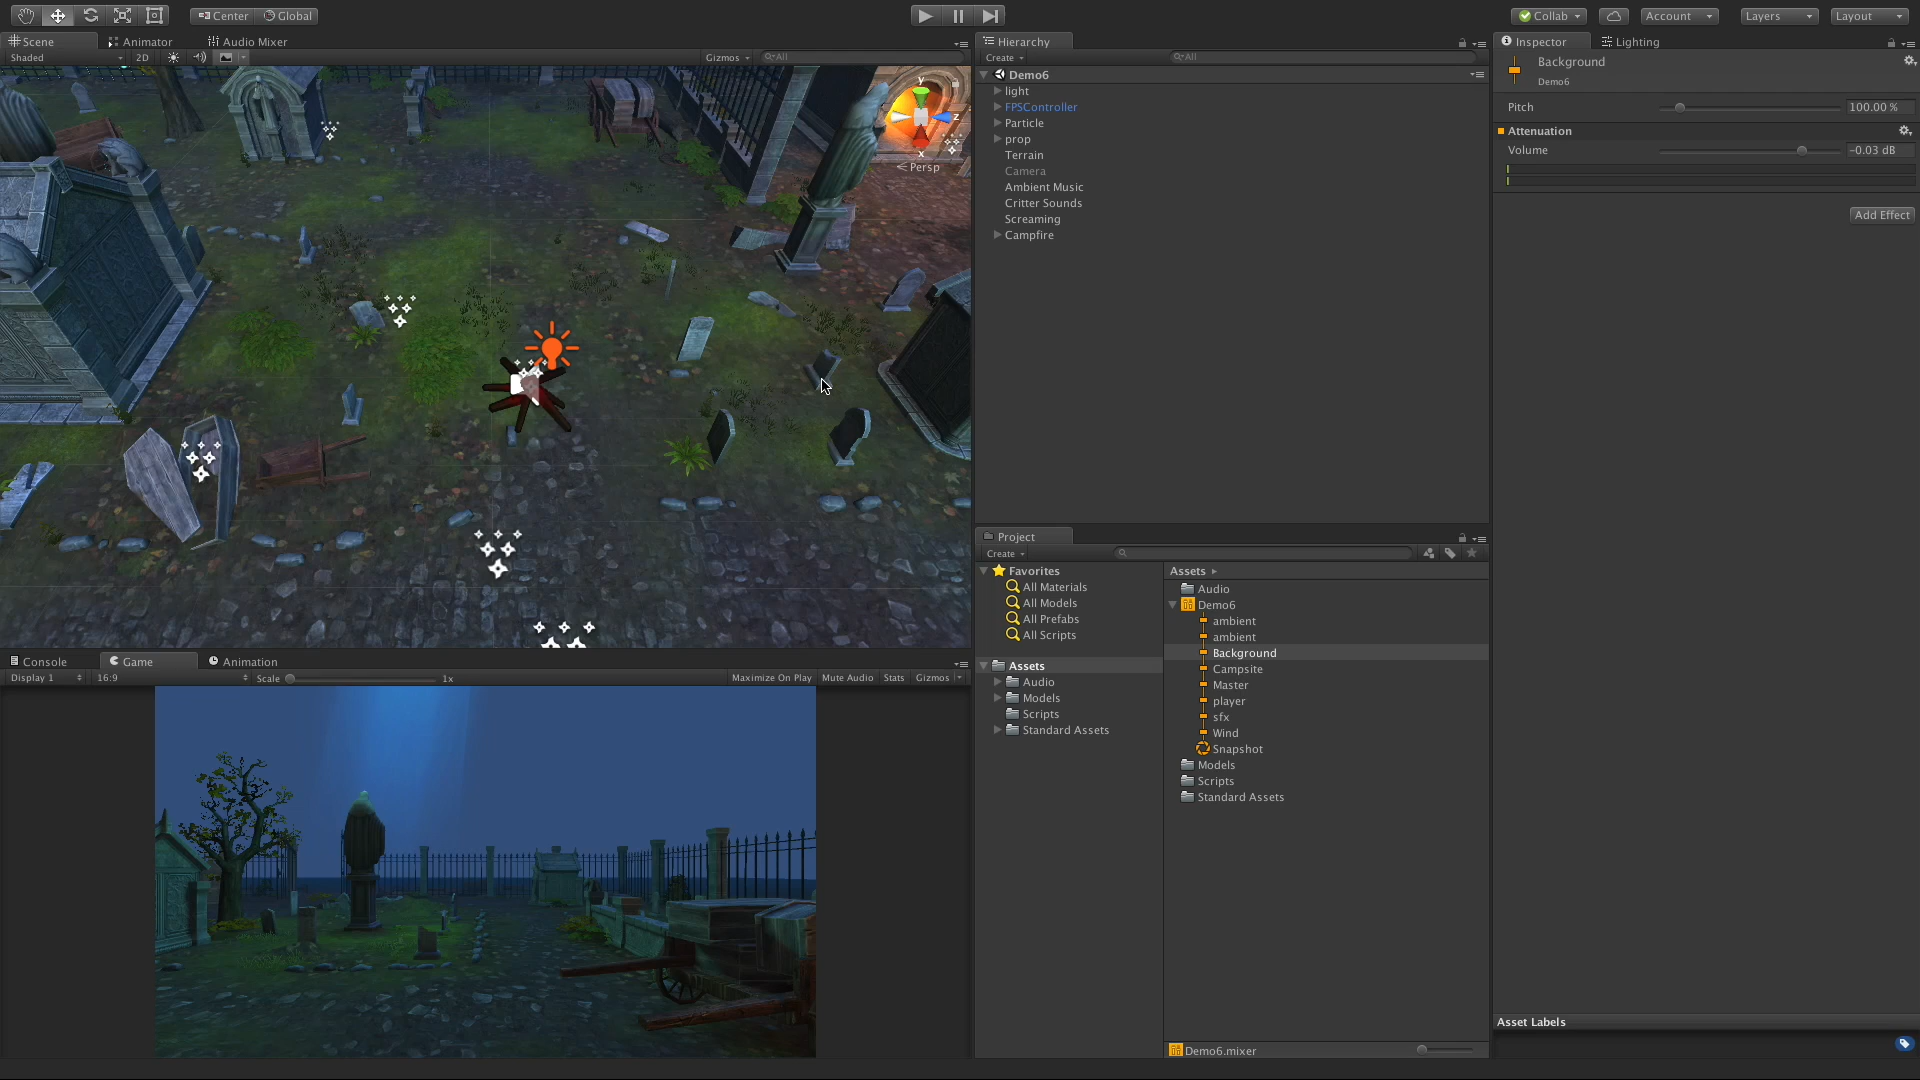 Center Global
Collab Account Layers Layout
Scene Animator Audio Mixer
Shaded 2D Gizmos All
y
z
x
Persp
Console Game Animation
Display 1 16:9 Scale 1x Maximize On Play Mute Audio Stats Gizmos
Hierarchy
Create All
Demo6
light
FPSController
Particle
prop
Terrain
Camera
Ambient Music
Critter Sounds
Screaming
Campfire
Project
Create
Favorites
All Materials
All Models
All Prefabs
All Scripts
Assets
Audio
Models
Scripts
Standard Assets
Assets
Audio
Demo6
ambient
ambient
Background
Campsite
Master
player
sfx
Wind
Snapshot
Models
Scripts
Standard Assets
Demo6.mixer
Inspector Lighting
Background
Demo6
Pitch 100.00 %
Attenuation
Volume -0.03 dB
Add Effect
Asset Labels